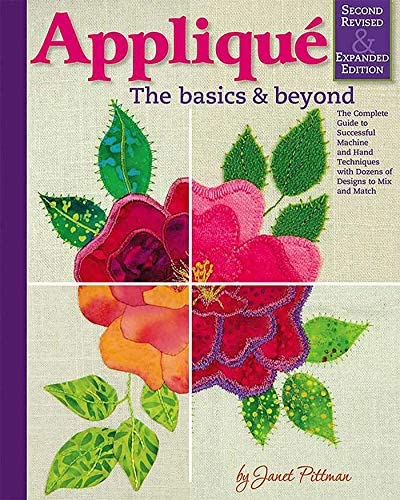 Appliqué
SECOND
REVISED
&
EXPANDED
EDITION
The basics & beyond
The Complete
Guide to
Successful
Machine
and Hand
Techniques
with Dozens of
Designs to Mix
and Match
by Janet Pittman